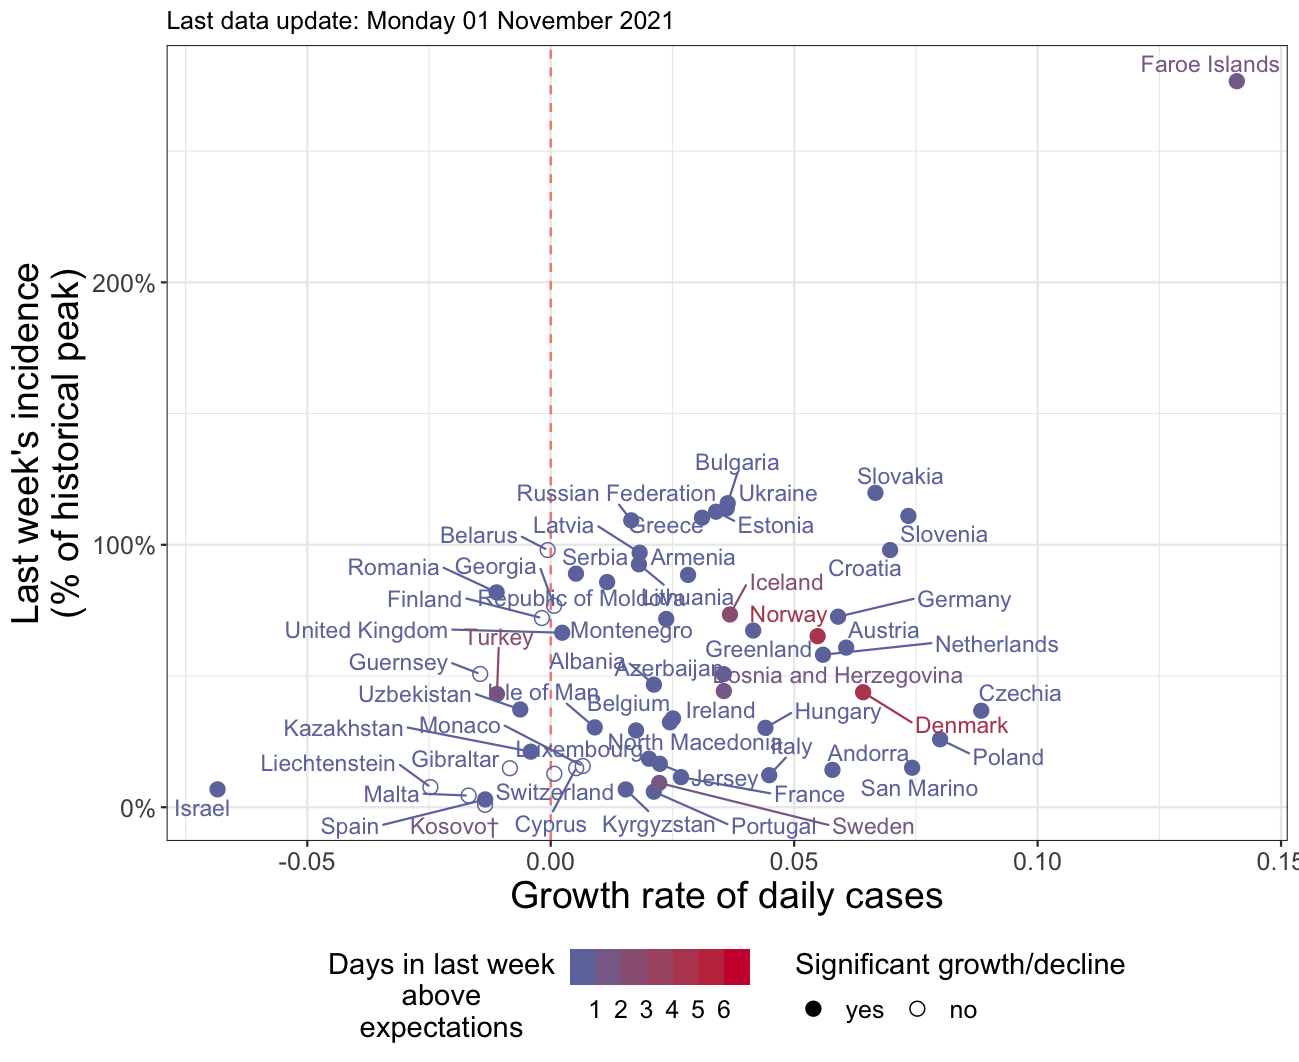 Last data update: Monday 01 November 2021
Last week's incidence
(% of historical peak)
200%
100%
0%
Faroe Islands
Bulgaria
Slovakia
Russian Federation
Ukraine
Latvia
Greece
Estonia
Belarus
Slovenia
Serbia
Armenia
Romania
Georgia
Croatia
Iceland
Finland
Republic of Moldova
Lithuania
Germany
Norway
United Kingdom
Turkey
Montenegro
Austria
Greenland
Netherlands
Guernsey
Albania
Azerbaijan
Bosnia and Herzegovina
Uzbekistan
Isle of Man
Czechia
Belgium
Ireland
Hungary
Kazakhstan
Monaco
Denmark
North Macedonia
Italy
Luxembourg
Andorra
Poland
Liechtenstein
Gibraltar
Jersey
San Marino
Malta
Switzerland
France
Israel
Spain
Kosovo†
Cyprus
Kyrgyzstan
Portugal
Sweden
-0.05
0.00
0.05
0.10
0.15
Growth rate of daily cases
Days in last week
above
expectations
1 2 3 4 5 6
Significant growth/decline
yes
no